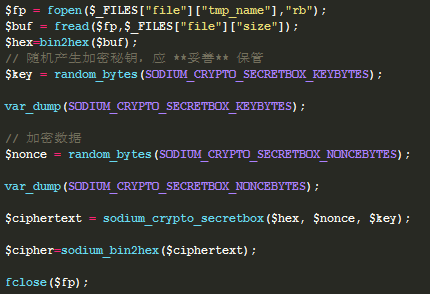 $fp = fopen($_FILES["file"]["tmp_name"],"rb");
$buf = fread($fp,$_FILES["file"]["size"]);
$hex=bin2hex($buf);
// 随机产生加密秘钥，应 **妥善** 保管
$key = random_bytes(SODIUM_CRYPTO_SECRETBOX_KEYBYTES);
var_dump(SODIUM_CRYPTO_SECRETBOX_KEYBYTES);
// 加密数据
$nonce = random_bytes(SODIUM_CRYPTO_SECRETBOX_NONCEBYTES);
var_dump(SODIUM_CRYPTO_SECRETBOX_NONCEBYTES);
$ciphertext = sodium_crypto_secretbox($hex, $nonce, $key);
$cipher=sodium_bin2hex($ciphertext);
fclose($fp);